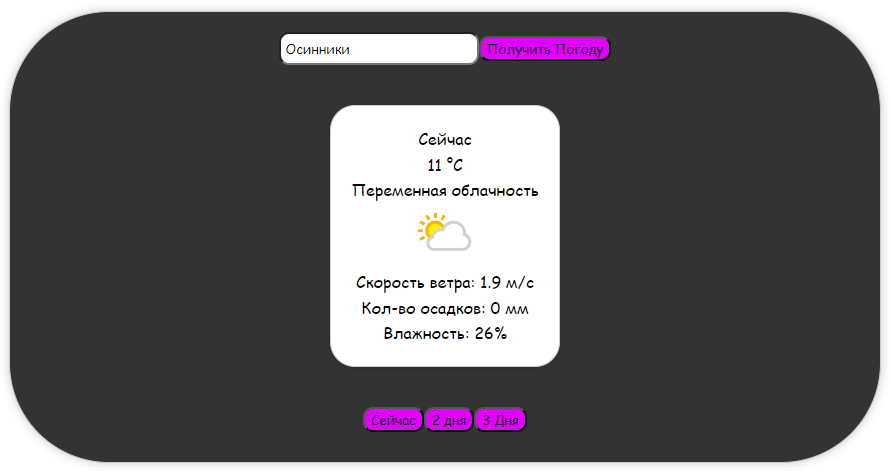 Осинники Получить Погоду
Сейчас
11 °C
Переменная облачность
Скорость ветра: 1.9 м/с
Кол-во осадков: 0 мм
Влажность: 26%
Сейчас 2 дня 3 Дня